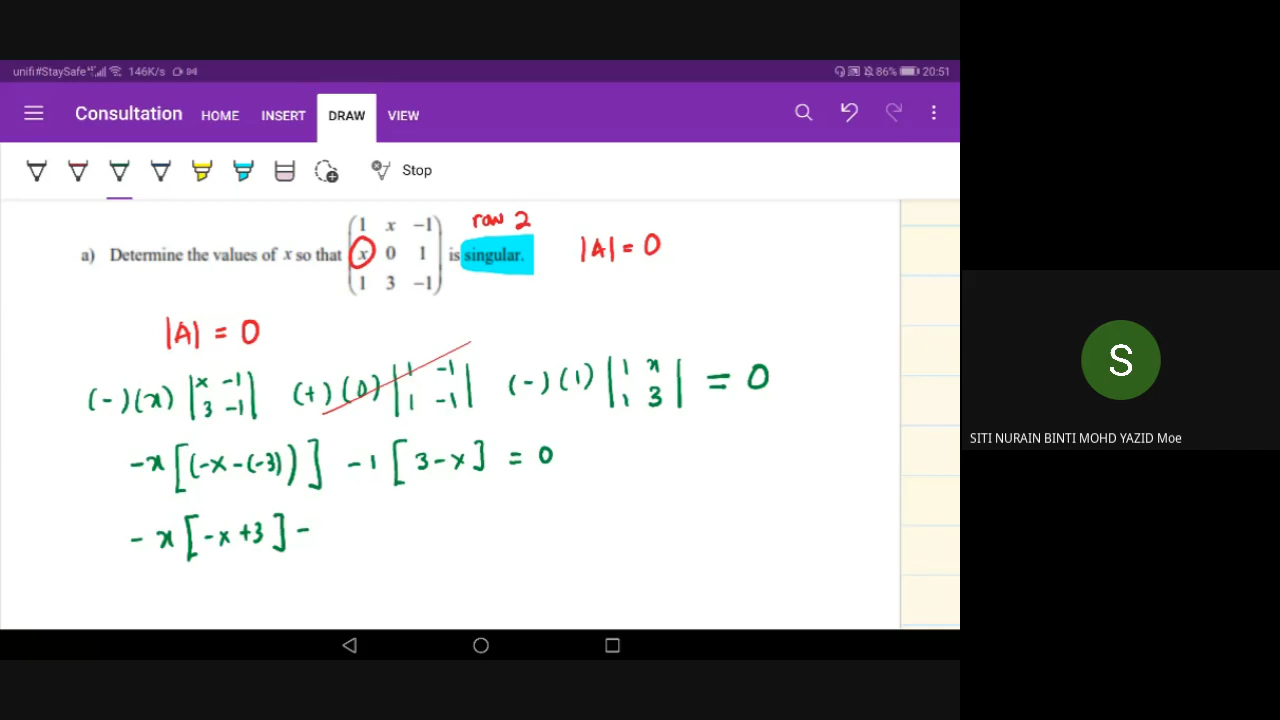 unifi#StaySafe 146K/s 86% 20:51
Consultation HOME INSERT DRAW VIEW
Stop
row 2
1 x -1
a) Determine the values of x so that x 0 1 is singular. |A| = 0
1 3 -1
|A| = 0
(-)(x) |x -1| (+)(0) |1 -1| (-)(1) |1 x| = 0
|3 -1| |1 -1| |1 3|
-x[(-x-(-3))] -1[3-x] = 0
-x[-x+3] -
S
SITI NURAIN BINTI MOHD YAZID Moe